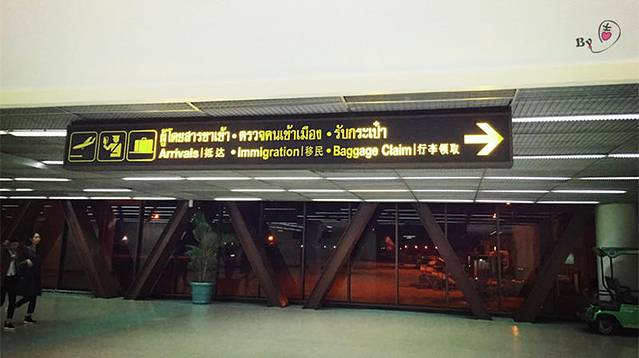 By
ผู้โดยสารขาเข้า • ตรวจคนเข้าเมือง • รับกระเป๋า
Arrivals|抵达 • Immigration|移民 • Baggage Claim|行李领取